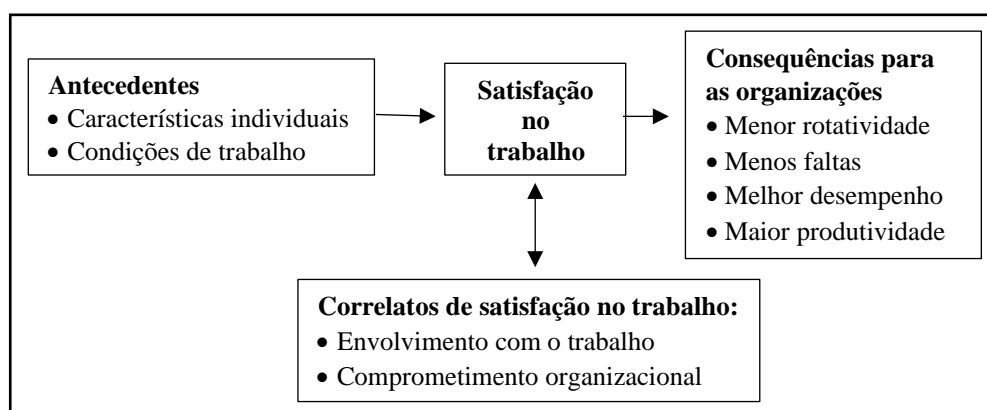 Antecedentes
• Características individuais
• Condições de trabalho
Satisfação
no
trabalho
Consequências para
as organizações
• Menor rotatividade
• Menos faltas
• Melhor desempenho
• Maior produtividade
Correlatos de satisfação no trabalho:
• Envolvimento com o trabalho
• Comprometimento organizacional